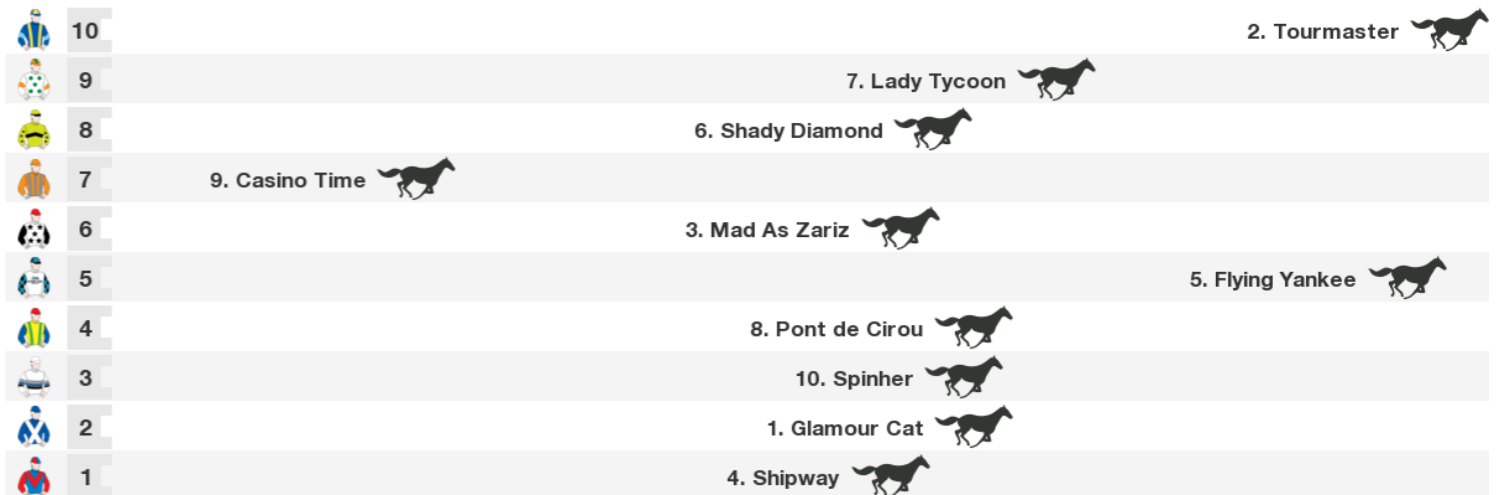 10 2. Tourmaster
9 7. Lady Tycoon
8 6. Shady Diamond
7 9. Casino Time
6 3. Mad As Zariz
5 5. Flying Yankee
4 8. Pont de Cirou
3 10. Spinher
2 1. Glamour Cat
1 4. Shipway